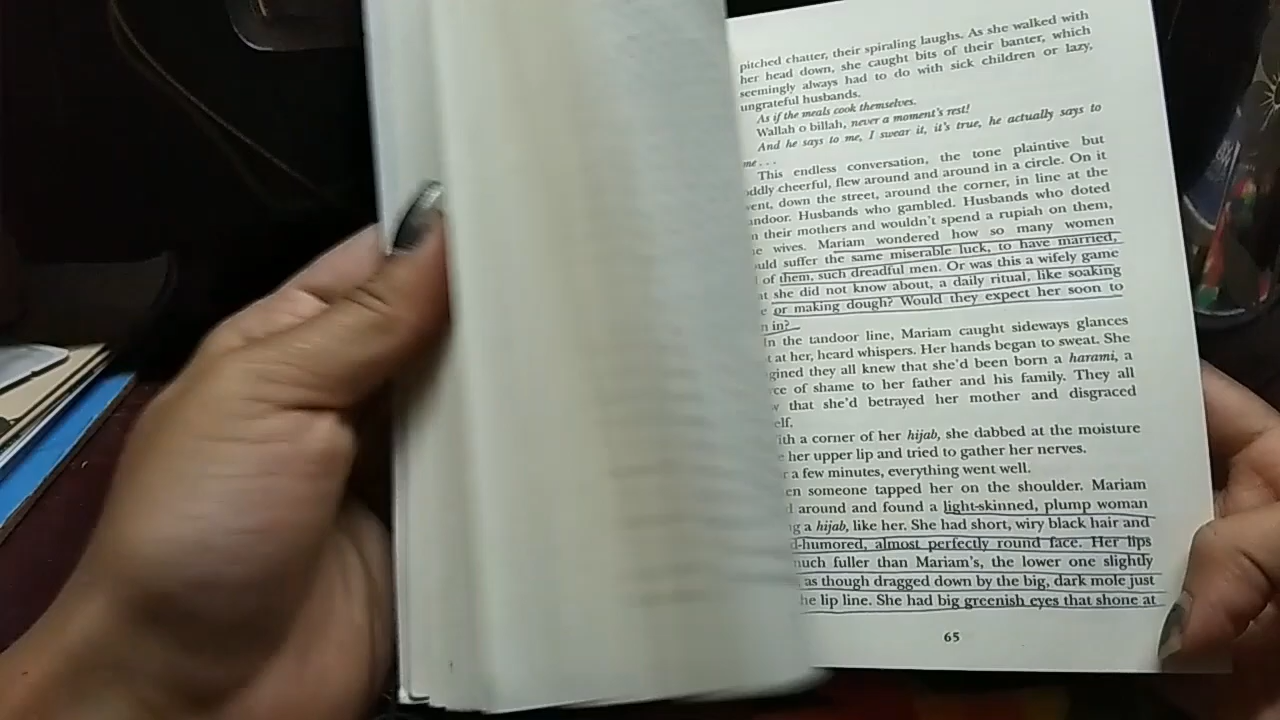 pitched chatter, their spiraling laughs. As she walked with
her head down, she caught bits of their banter, which
seemingly always had to do with sick children or lazy,
ungrateful husbands.
As if the meals cook themselves.
Wallah o billah, never a moment's rest!
And he says to me, I swear it, it's true, he actually says to
me . . .
This endless conversation, the tone plaintive but
ddly cheerful, flew around and around in a circle. On it
ent, down the street, around the corner, in line at the
ndoor. Husbands who gambled. Husbands who doted
n their mothers and wouldn't spend a rupiah on them,
e wives. Mariam wondered how so many women
uld suffer the same miserable luck, to have married,
of them, such dreadful men. Or was this a wifely game
at she did not know about, a daily ritual, like soaking
e or making dough? Would they expect her soon to
n in?
In the tandoor line, Mariam caught sideways glances
t at her, heard whispers. Her hands began to sweat. She
gined they all knew that she'd been born a harami, a
rce of shame to her father and his family. They all
w that she'd betrayed her mother and disgraced
elf.
ith a corner of her hijab, she dabbed at the moisture
e her upper lip and tried to gather her nerves.
r a few minutes, everything went well.
en someone tapped her on the shoulder. Mariam
d around and found a light-skinned, plump woman
ng a hijab, like her. She had short, wiry black hair and
d-humored, almost perfectly round face. Her lips
much fuller than Mariam's, the lower one slightly
, as though dragged down by the big, dark mole just
he lip line. She had big greenish eyes that shone at
65